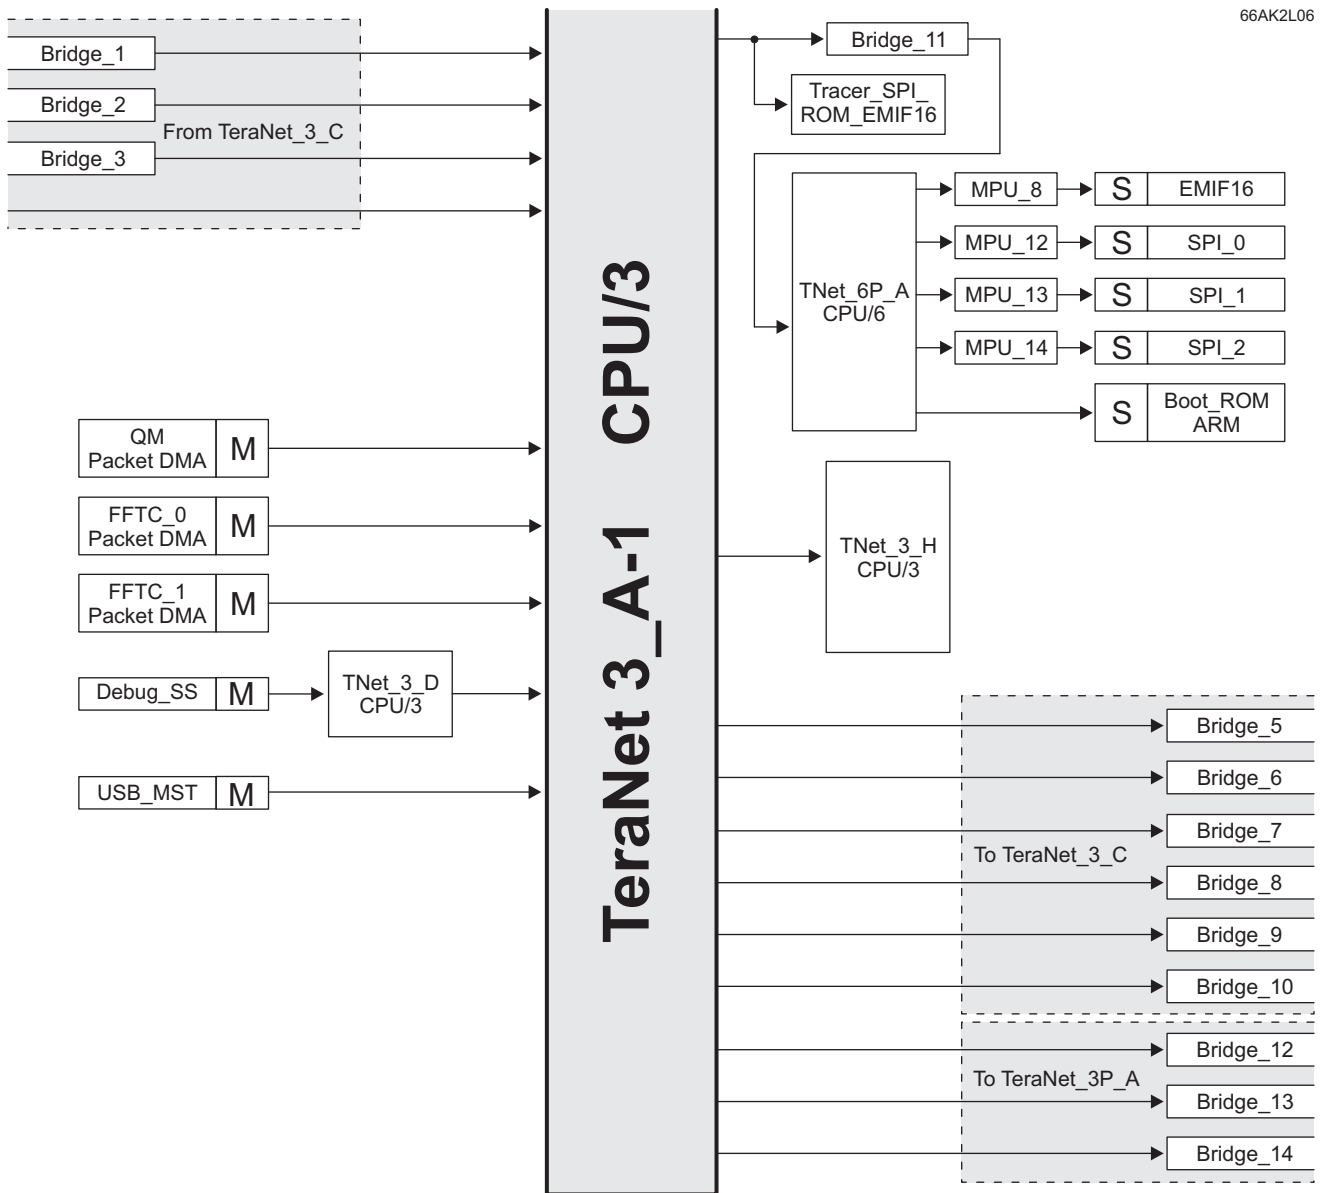 66AK2L06
Bridge_1
Bridge_2
From TeraNet_3_C
Bridge_3
QM
Packet DMA
M
FFTC_0
Packet DMA
M
FFTC_1
Packet DMA
M
Debug_SS
M
TNet_3_D
CPU/3
USB_MST
M
TeraNet 3_A-1 CPU/3
Bridge_11
Tracer_SPI_
ROM_EMIF16
TNet_6P_A
CPU/6
MPU_8
S
EMIF16
MPU_12
S
SPI_0
MPU_13
S
SPI_1
MPU_14
S
SPI_2
S
Boot_ROM
ARM
TNet_3_H
CPU/3
Bridge_5
Bridge_6
Bridge_7
To TeraNet_3_C
Bridge_8
Bridge_9
Bridge_10
Bridge_12
To TeraNet_3P_A
Bridge_13
Bridge_14